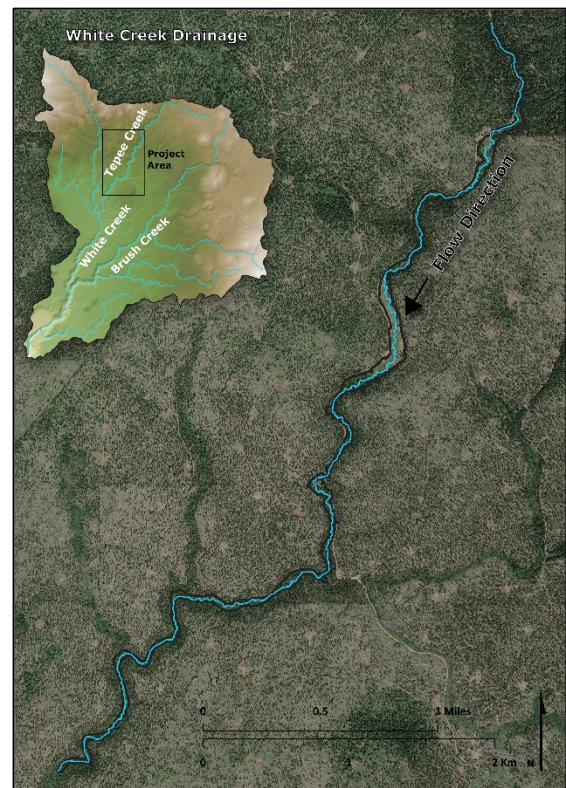 White Creek Drainage
Tepee Creek
Project
Area
White Creek
Brush Creek
Flow Direction
0 0.5 1 Miles
0 1 2 Km
N